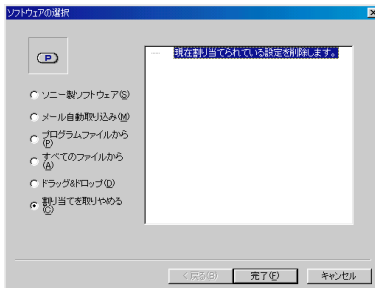 ソフトウェアの選択
P
現在割り当てられている設定を削除します。
ソニー製ソフトウェア(S)
メール自動取り込み(M)
プログラムファイルから
(P)
すべてのファイルから
(A)
ドラッグ&ドロップ(D)
割り当てを取りやめる
(C)
< 戻る(B)
完了(F)
キャンセル